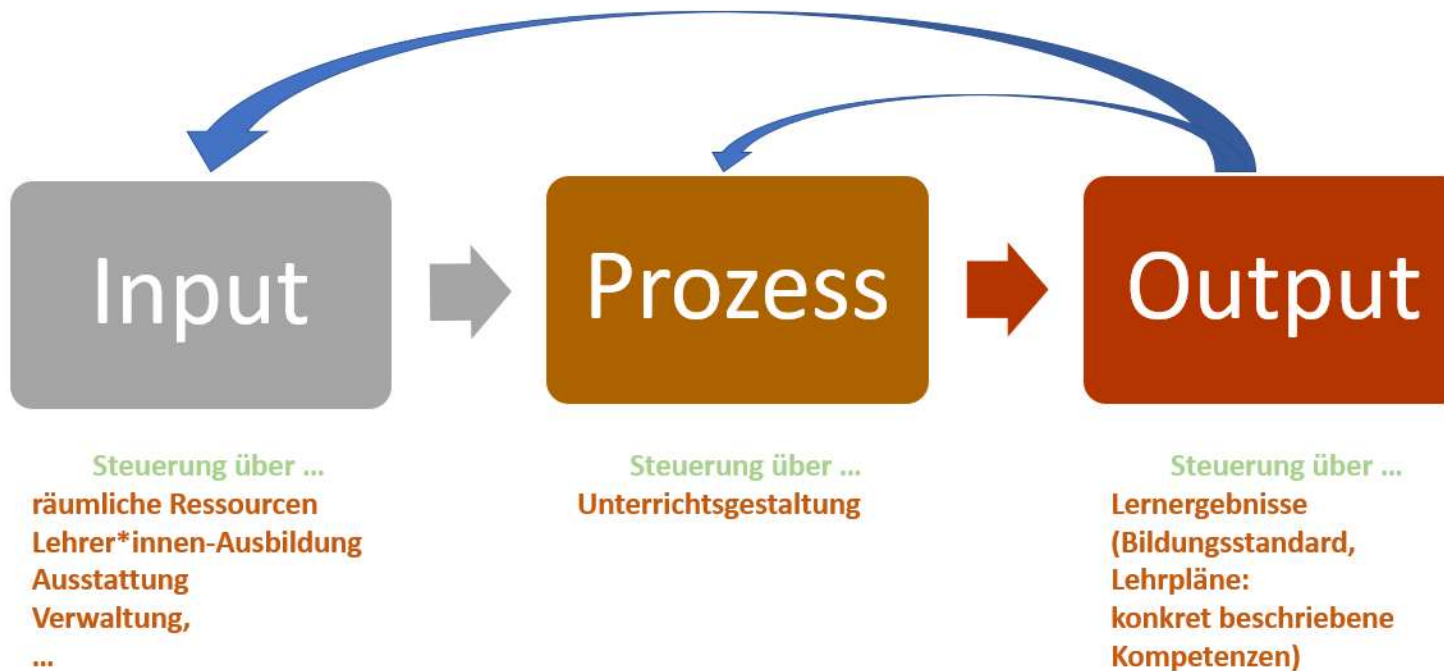 Input
Prozess
Output
Steuerung über ...
räumliche Ressourcen
Lehrer*innen-Ausbildung
Ausstattung
Verwaltung,
...
Steuerung über ...
Unterrichtsgestaltung
Steuerung über ...
Lernergebnisse
(Bildungsstandard,
Lehrpläne:
konkret beschriebene
Kompetenzen)